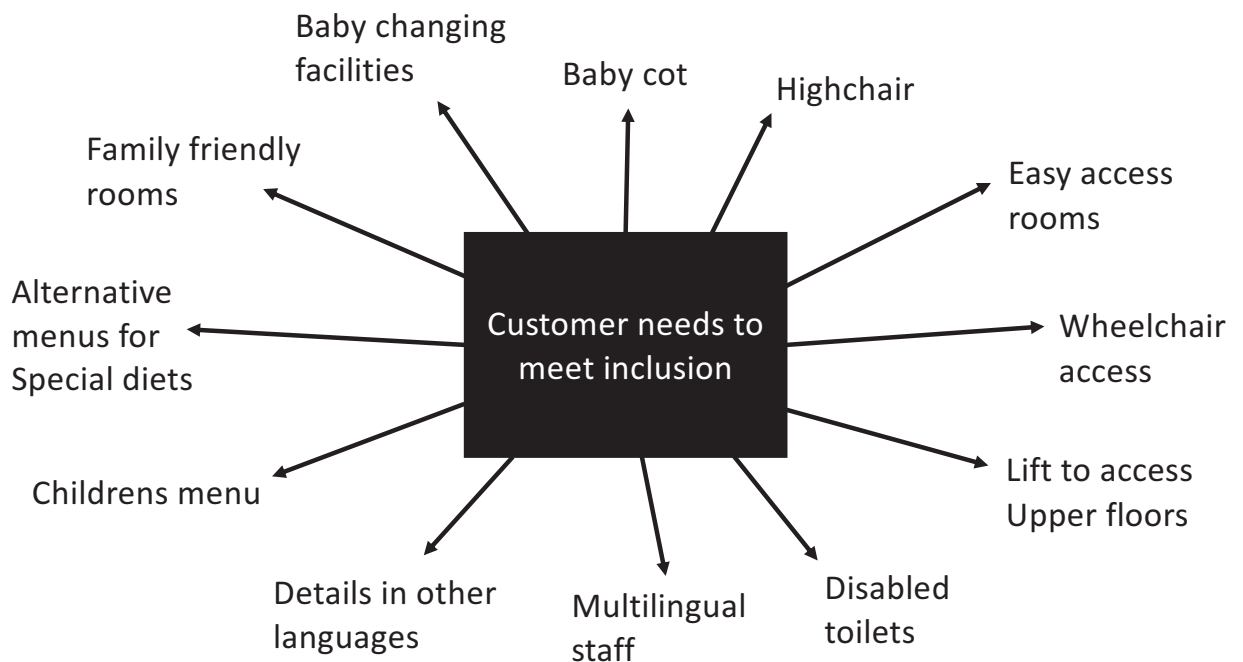 Baby changing
facilities
Baby cot
Highchair
Family friendly
rooms
Easy access
rooms
Alternative
menus for
Special diets
Customer needs to
meet inclusion
Wheelchair
access
Childrens menu
Lift to access
Upper floors
Details in other
languages
Multilingual
staff
Disabled
toilets